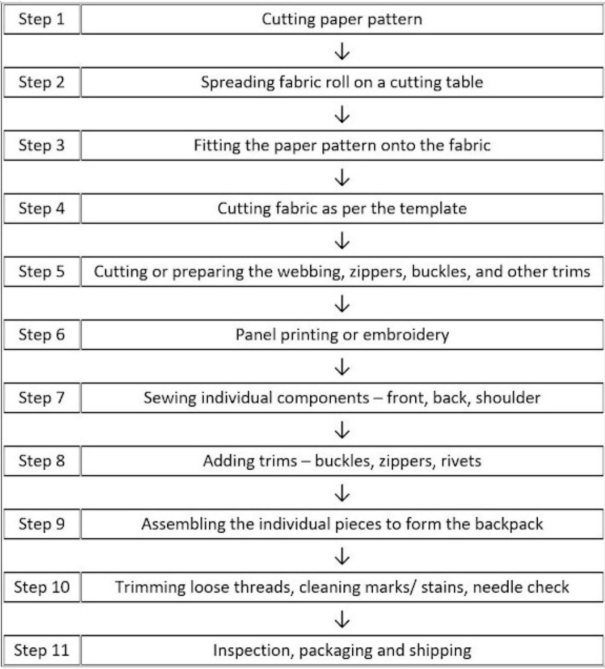 Step 1 Cutting paper pattern
↓
Step 2 Spreading fabric roll on a cutting table
↓
Step 3 Fitting the paper pattern onto the fabric
↓
Step 4 Cutting fabric as per the template
↓
Step 5 Cutting or preparing the webbing, zippers, buckles, and other trims
↓
Step 6 Panel printing or embroidery
↓
Step 7 Sewing individual components – front, back, shoulder
↓
Step 8 Adding trims – buckles, zippers, rivets
↓
Step 9 Assembling the individual pieces to form the backpack
↓
Step 10 Trimming loose threads, cleaning marks/ stains, needle check
↓
Step 11 Inspection, packaging and shipping